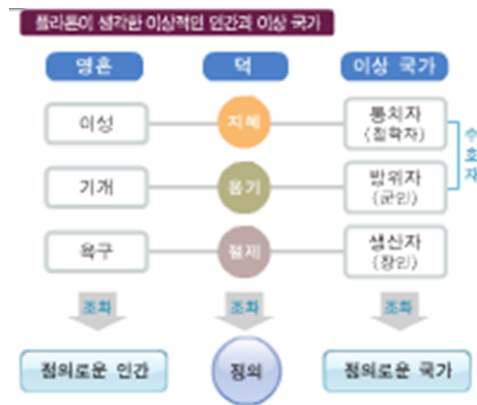 플라톤이 생각한 이상적인 인간과 이상 국가
영혼 덕 이상 국가
이성 지혜 통치자
(철학자)
기개 용기 방위자
(군인)
수호자
욕구 절제 생산자
(장인)
조화 조화 조화
정의로운 인간 정의 정의로운 국가